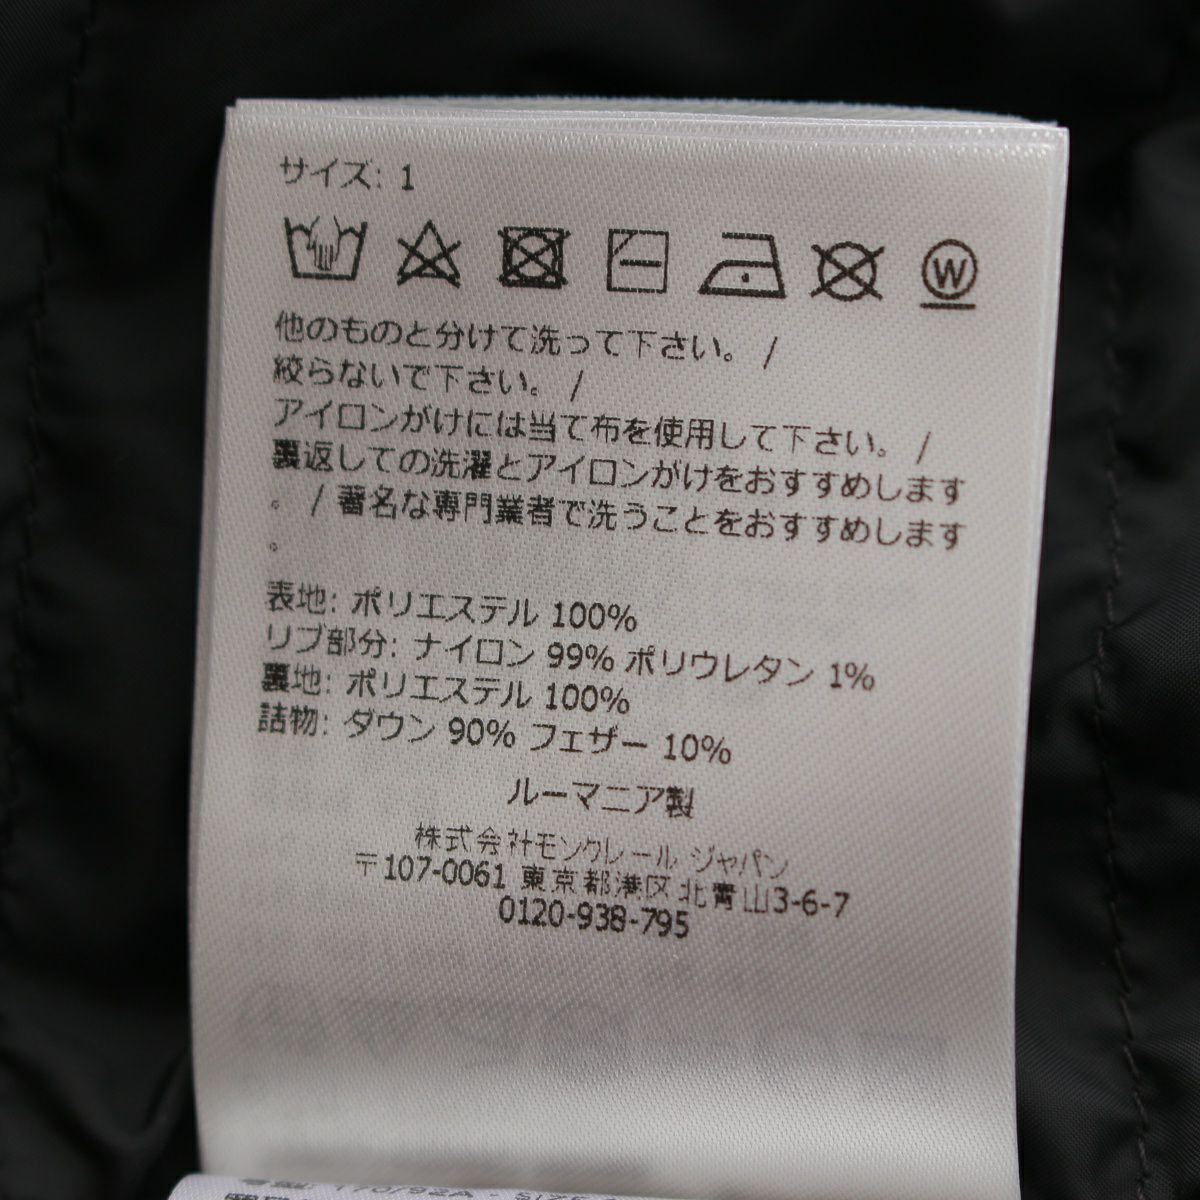 サイズ: 1
W
他のものと分けて洗って下さい。 /
絞らないで下さい。 /
アイロンがけには当て布を使用して下さい。 /
裏返しての洗濯とアイロンがけをおすすめします
。 / 著名な専門業者で洗うことをおすすめします
。
表地: ポリエステル 100%
リブ部分: ナイロン 99% ポリウレタン 1%
裏地: ポリエステル 100%
詰物: ダウン 90% フェザー 10%
ルーマニア製
株式会社モンクレール ジャパン
〒107-0061 東京都港区北青山3-6-7
0120-938-795
170/92A - SIZE